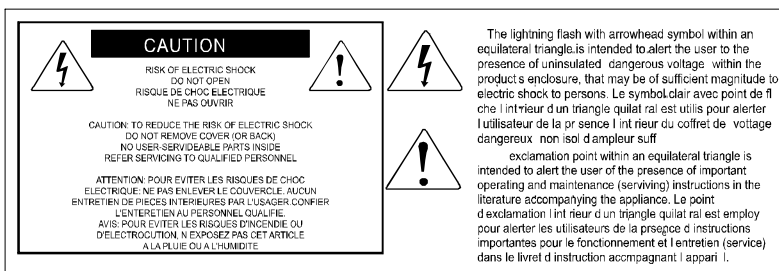 CAUTION
RISK OF ELECTRIC SHOCK
DO NOT OPEN
RISQUE DE CHOC ELECTRIQUE
NE PAS OUVRIR
CAUTION: TO REDUCE THE RISK OF ELECTRIC SHOCK
DO NOT REMOVE COVER (OR BACK)
NO USER-SERVIDEABLE PARTS INSIDE
REFER SERVICING TO QUALIFIED PERSONNEL
ATTENTION: POUR EVITER LES RISQUES DE CHOC
ELECTRIQUE: NE PAS ENLEVER LE COUVERCLE. AUCUN
ENTRETIEN DE PIECES INTERIEURES PAR L'USAGER.CONFIER
L'ENTERETIEN AU PERSONNEL QUALIFIE.
AVIS: POUR EVITER LES RISQUES D'INCENDIE OU
D'ELECTROCUTION, N EXPOSEZ PAS CET ARTICLE
A LA PLUIE OU A L'HUMIDITE
The lightning flash with arrowhead symbol within an
equilateral triangle.is intended to.alert the user to the
presence of uninsulated dangerous voltage within the
product s enclosure, that may be of sufficient magnitude to
electric shock to persons. Le symbol.clair avec point de fl
che l int rieur d un triangle quilat ral est utilis pour alerter
l utilisateur de la pr sence l int rieur du coffret de vottage
dangereux non isol d ampleur suff
exclamation point within an equilateral triangle is
intended to alert the user of the presence of important
operating and maintenance (serviving) instructions in the
literature adcompanying the appliance. Le point
d exclamation l int rieur d un triangle quilat ral est employ
pour alerter les utilisateurs de la prsence d instructions
importantes pour le fonctionnement et l entretien (service)
dans le livret d instruction accmpagnant l appari l.